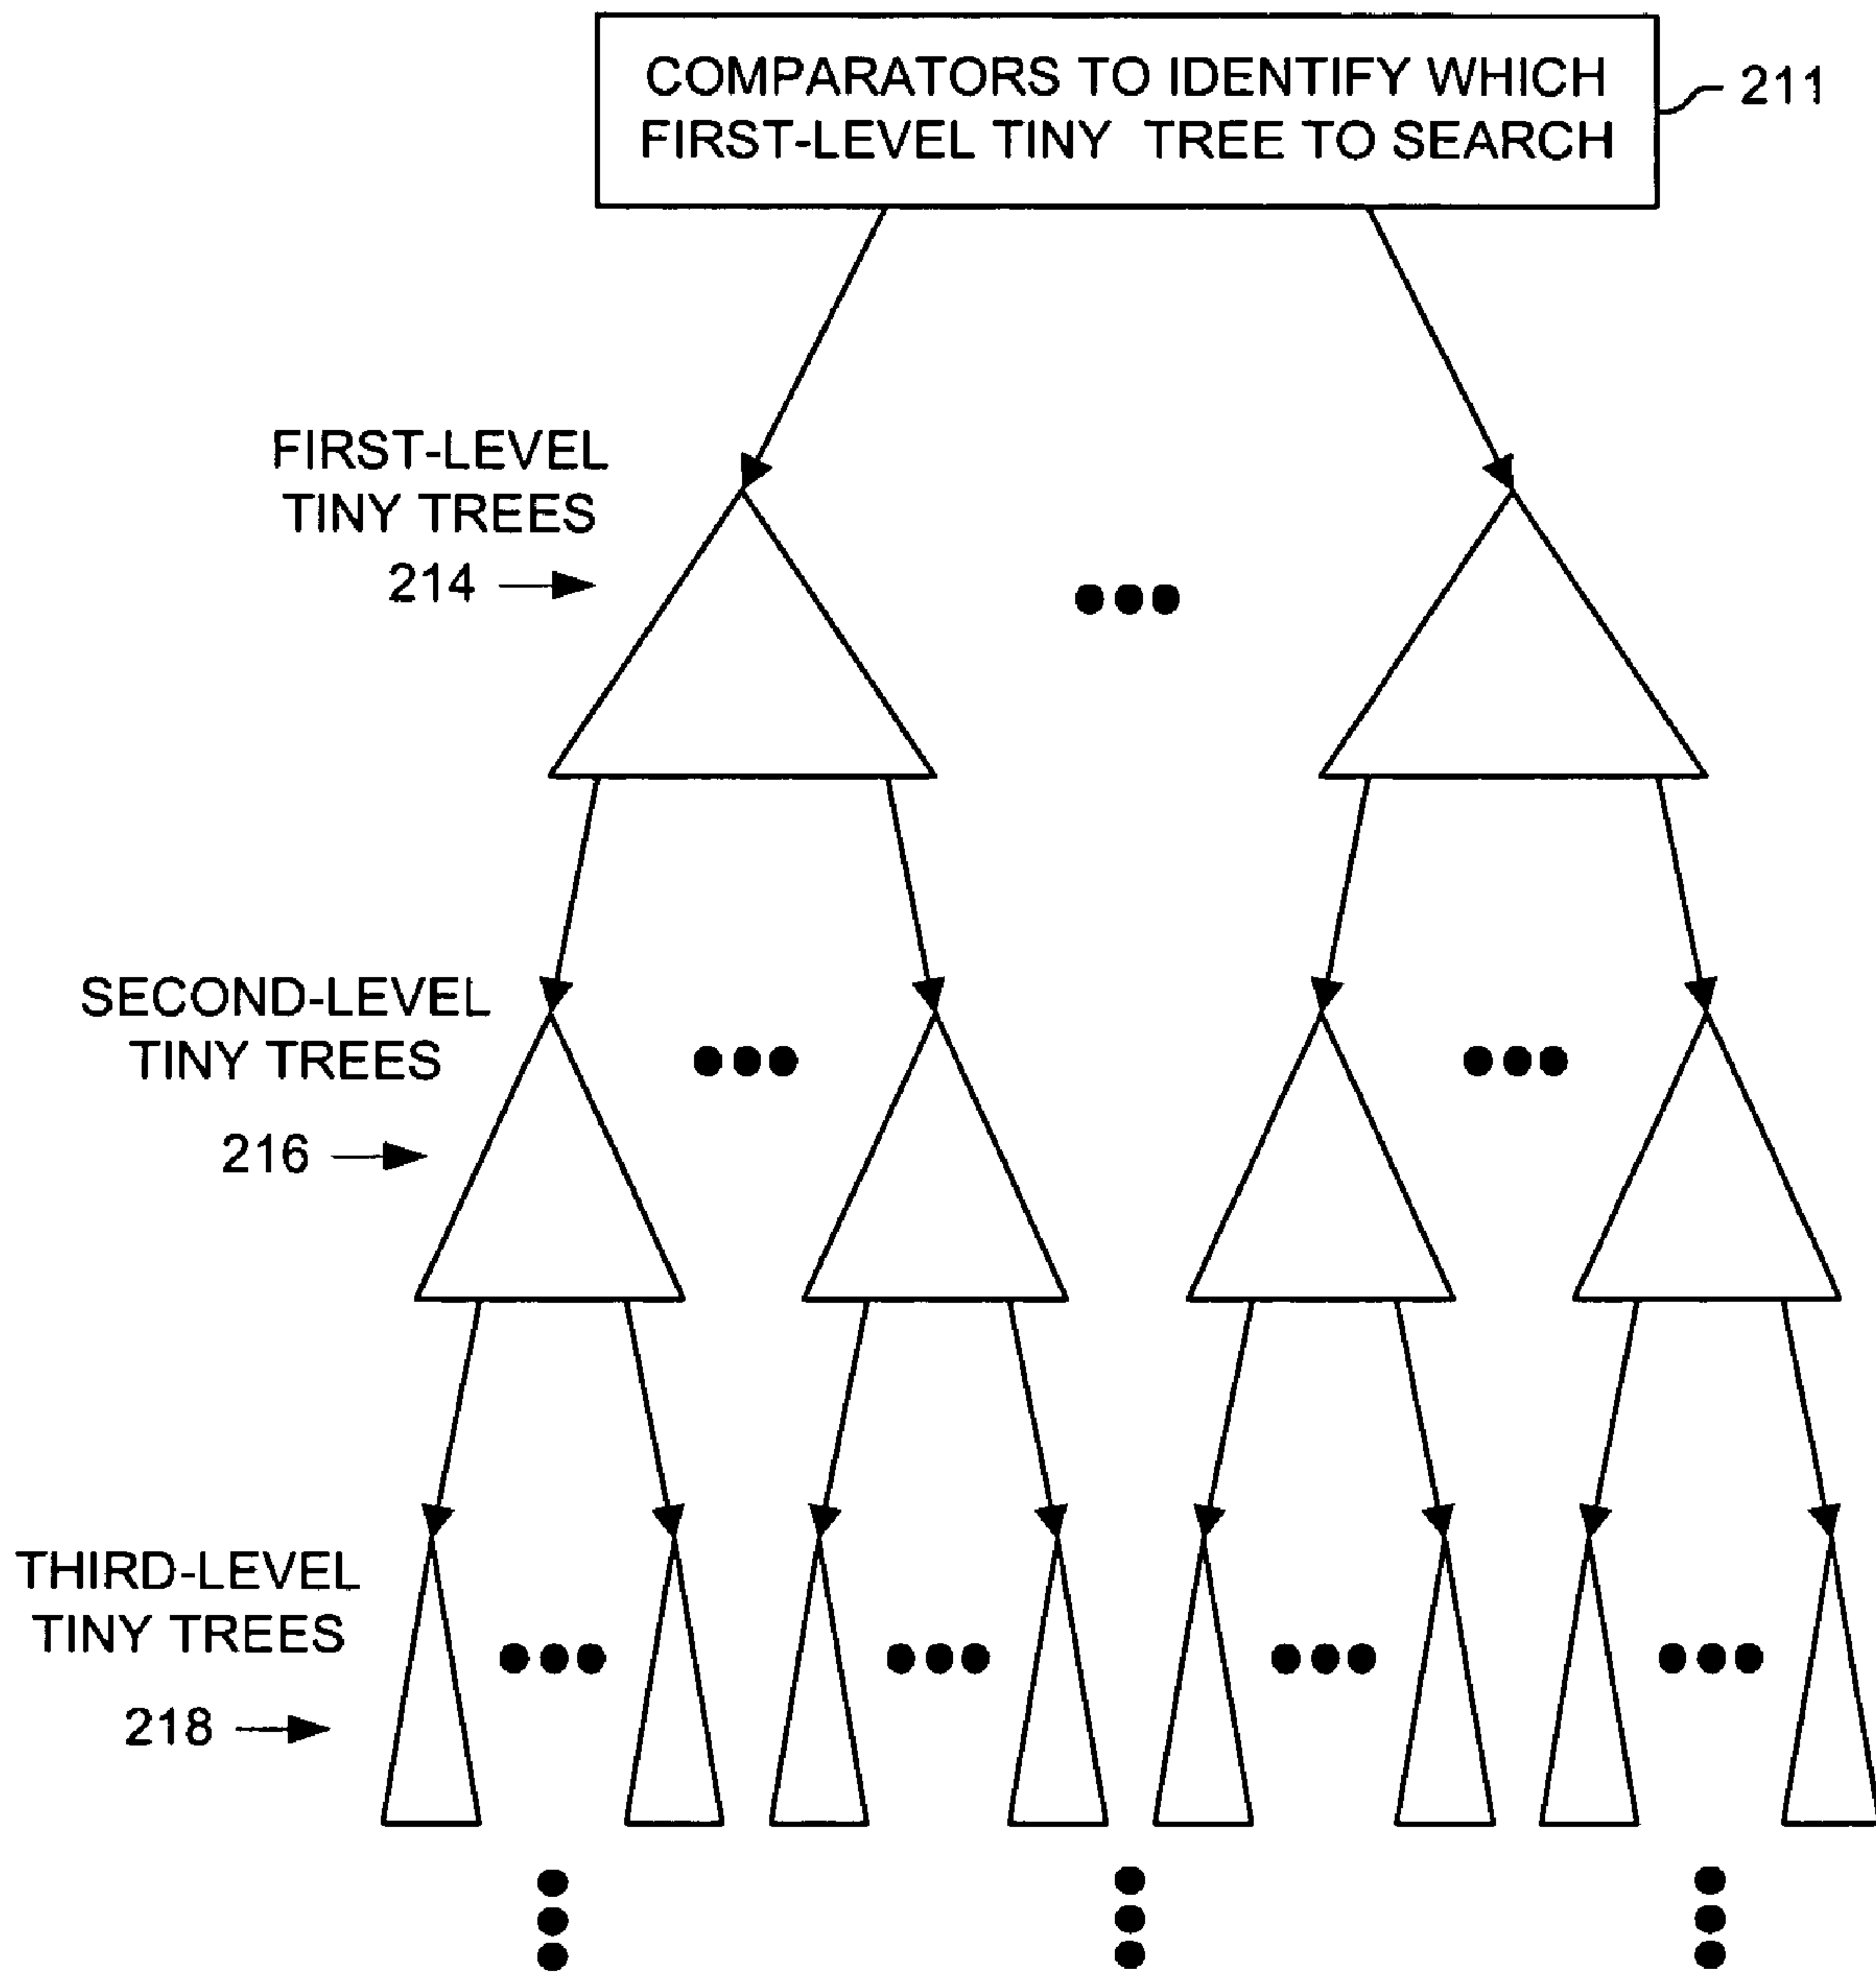 COMPARATORS TO IDENTIFY WHICH
FIRST-LEVEL TINY TREE TO SEARCH
211
FIRST-LEVEL
TINY TREES
214
SECOND-LEVEL
TINY TREES
216
THIRD-LEVEL
TINY TREES
218